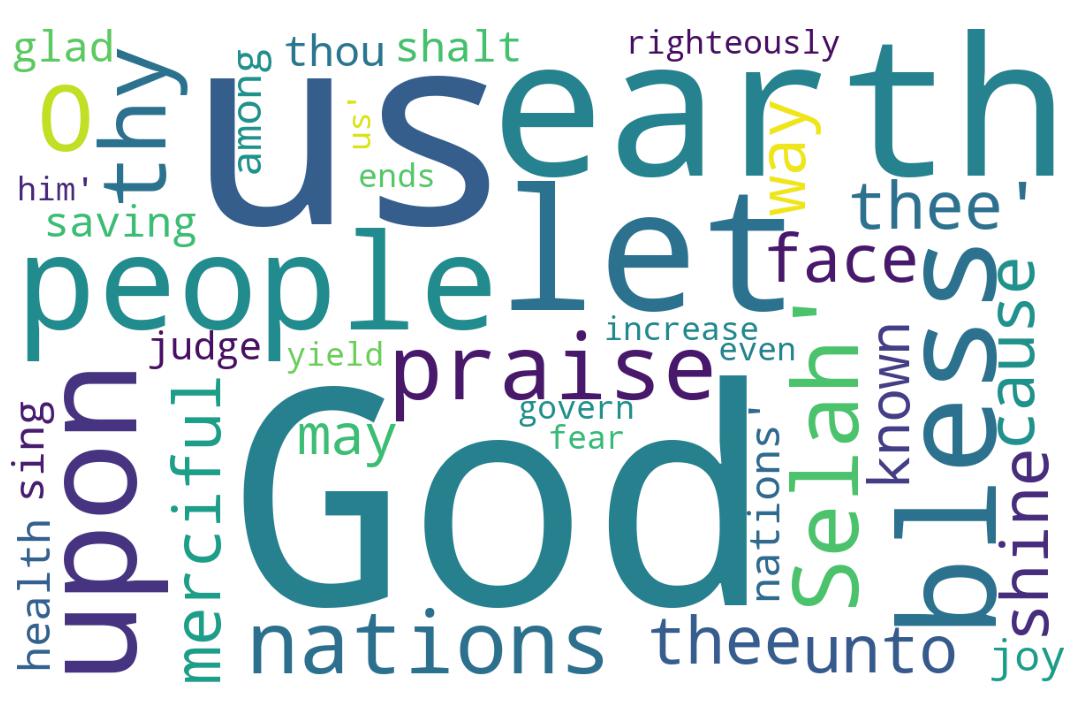 glad
among
thou
shalt
righteously
O
thy
us
us'
earth
way
him'
ends
saving
let
thee'
people
face
bless
judge
yield
praise
increase
even
Selah'
known
cause
upon
sing
merciful
God
may
govern
fear
nations'
shine
health
nations
thee
unto
joy